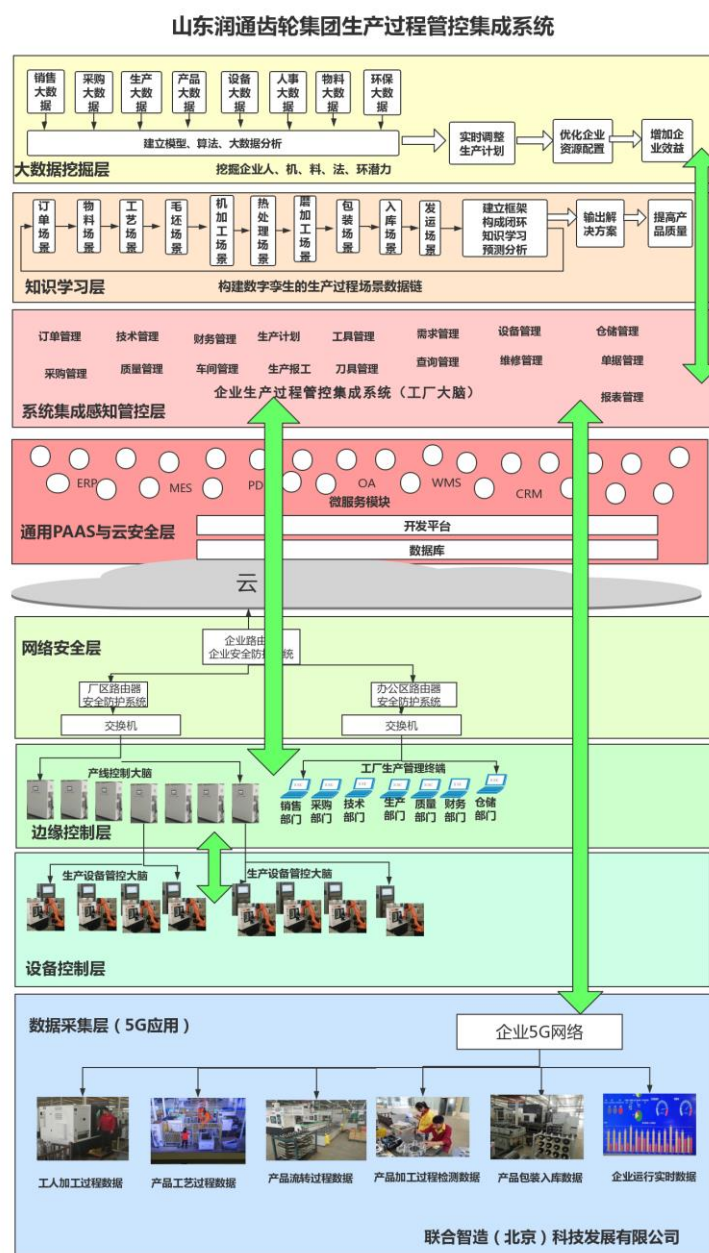 山东润通齿轮集团生产过程管控集成系统
销售大数据
采购大数据
生产大数据
产品大数据
设备大数据
人事大数据
物料大数据
环保大数据
建立模型、算法、大数据分析
实时调整
生产计划
优化企业
资源配置
增加企
业效益
大数据挖掘层
挖掘企业人、机、料、法、环潜力
订单场景
物料场景
工艺场景
毛坯场景
机加工场景
热处理场景
磨加工场景
包装场景
入库场景
发运场景
建立框架
构成闭环
知识学习
预测分析
输出解
决方案
提高产
品质量
知识学习层
构建数字孪生的生产过程场景数据链
订单管理
技术管理
财务管理
生产计划
工具管理
需求管理
设备管理
仓储管理
采购管理
质量管理
车间管理
生产报工
刀具管理
查询管理
维修管理
单据管理
企业生产过程管控集成系统（工厂大脑）
报表管理
系统集成感知管控层
ERP
MES
PD
OA
WMS
CRM
微服务模块
通用PAAS与云安全层
开发平台
数据库
云
网络安全层
企业路由
企业安全防护系统
厂区路由器
安全防护系统
办公区路由器
安全防护系统
交换机
交换机
产线控制大脑
工厂生产管理终端
销售
部门
采购
部门
技术
部门
生产
部门
质量
部门
财务
部门
仓储
部门
边缘控制层
生产设备管控大脑
生产设备管控大脑
设备控制层
数据采集层（5G应用）
企业5G网络
工人加工过程数据
产品工艺过程数据
产品流转过程数据
产品加工过程检测数据
产品包装入库数据
企业运行实时数据
联合智造（北京）科技发展有限公司